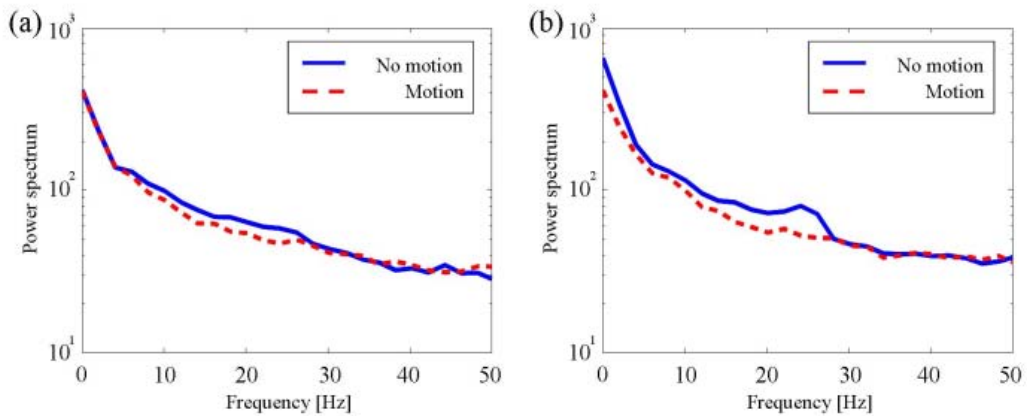 (a)
10³
10²
10¹
Power spectrum
No motion
Motion
0 10 20 30 40 50
Frequency [Hz]
(b)
10³
10²
10¹
Power spectrum
No motion
Motion
0 10 20 30 40 50
Frequency [Hz]